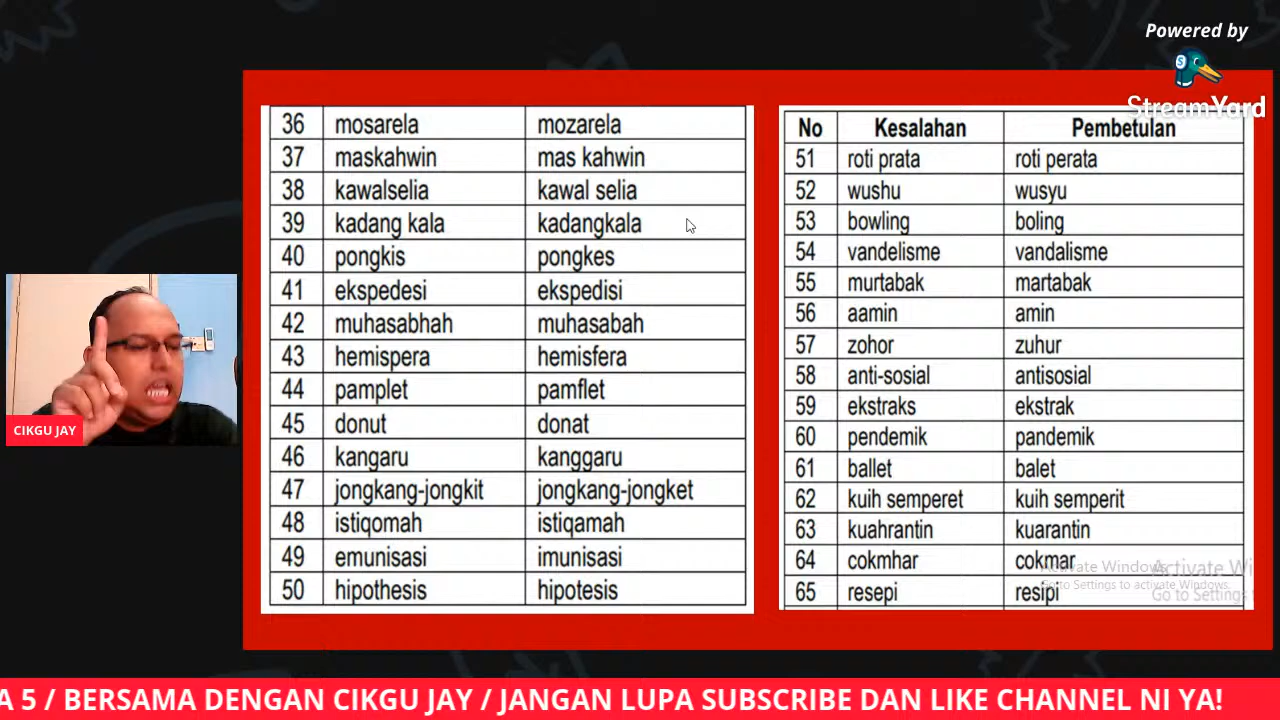 Powered by
StreamYard
36 mosarela mozarela
37 maskahwin mas kahwin
38 kawalselia kawal selia
39 kadang kala kadangkala
40 pongkis pongkes
41 ekspedesi ekspedisi
42 muhasabhah muhasabah
43 hemispera hemisfera
44 pamplet pamflet
45 donut donat
46 kangaru kanggaru
47 jongkang-jongkit jongkang-jongket
48 istiqomah istiqamah
49 emunisasi imunisasi
50 hipothesis hipotesis
No Kesalahan Pembetulan
51 roti prata roti perata
52 wushu wusyu
53 bowling boling
54 vandelisme vandalisme
55 murtabak martabak
56 aamin amin
57 zohor zuhur
58 anti-sosial antisosial
59 ekstraks ekstrak
60 pendemik pandemik
61 ballet balet
62 kuih semperet kuih semperit
63 kuahrantin kuarantin
64 cokmhar cokmar
65 resepi resipi
Activate Windows
Go to Settings to activate Windows.
Activate Wi
Go to Settings
CIKGU JAY
A 5 / BERSAMA DENGAN CIKGU JAY / JANGAN LUPA SUBSCRIBE DAN LIKE CHANNEL NI YA!